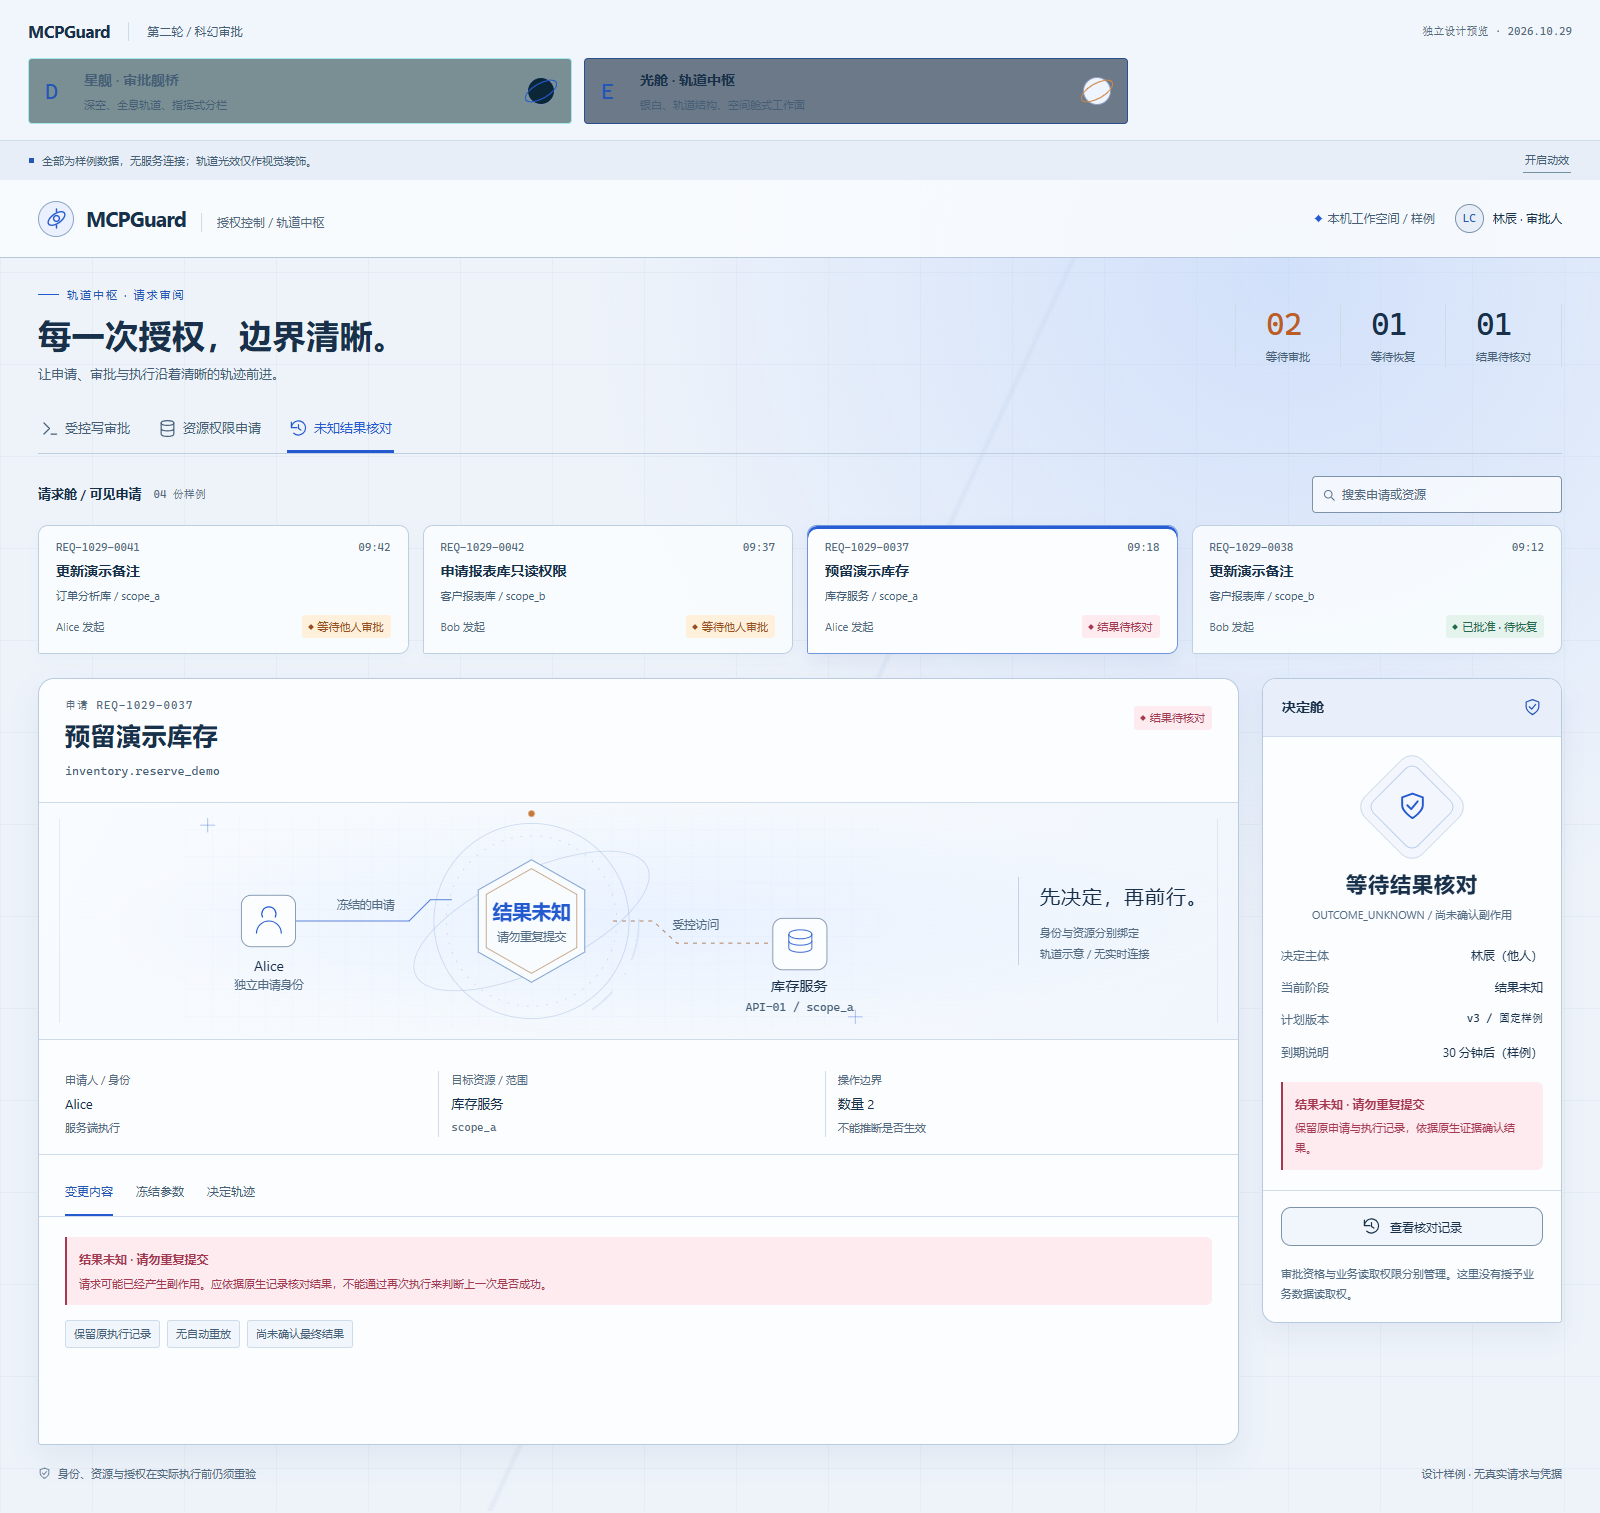 MCPGuard
第二轮 / 科幻审批
独立设计预览 · 2026.10.29
D
星舰 · 审批舰桥
深空、全息轨道、指挥式分栏
E
光舱 · 轨道中枢
银白、轨道结构、空间舱式工作面
全部为样例数据，无服务连接；轨道光效仅作视觉装饰。
开启动效
MCPGuard
授权控制 / 轨道中枢
本机工作空间 / 样例
LC
林辰 · 审批人
轨道中枢 · 请求审阅
每一次授权，边界清晰。
让申请、审批与执行沿着清晰的轨迹前进。
02
等待审批
01
等待恢复
01
结果待核对
受控写审批
资源权限申请
未知结果核对
请求舱 / 可见申请
04 份样例
搜索申请或资源
REQ-1029-0041
09:42
更新演示备注
订单分析库 / scope_a
Alice 发起
等待他人审批
REQ-1029-0042
09:37
申请报表库只读权限
客户报表库 / scope_b
Bob 发起
等待他人审批
REQ-1029-0037
09:18
预留演示库存
库存服务 / scope_a
Alice 发起
结果待核对
REQ-1029-0038
09:12
更新演示备注
客户报表库 / scope_b
Bob 发起
已批准 · 待恢复
申请 REQ-1029-0037
预留演示库存
inventory.reserve_demo
结果待核对
冻结的申请
Alice
独立申请身份
结果未知
请勿重复提交
受控访问
库存服务
API-01 / scope_a
先决定，再前行。
身份与资源分别绑定
轨道示意 / 无实时连接
申请人 / 身份
Alice
服务端执行
目标资源 / 范围
库存服务
scope_a
操作边界
数量 2
不能推断是否生效
变更内容
冻结参数
决定轨迹
结果未知 · 请勿重复提交
请求可能已经产生副作用。应依据原生记录核对结果，不能通过再次执行来判断上一次是否成功。
保留原执行记录
无自动重放
尚未确认最终结果
决定舱
等待结果核对
OUTCOME_UNKNOWN / 尚未确认副作用
决定主体
林辰（他人）
当前阶段
结果未知
计划版本
v3 / 固定样例
到期说明
30 分钟后（样例）
结果未知 · 请勿重复提交
保留原申请与执行记录，依据原生证据确认结
果。
查看核对记录
审批资格与业务读取权限分别管理。这里没有授予业
务数据读取权。
身份、资源与授权在实际执行前仍须重验
设计样例 · 无真实请求与凭据